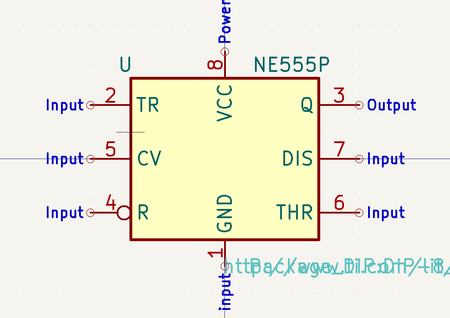 Power
8
U
NE555P
VCC
Input 2 TR
Q 3 Output
Input 5 CV
DIS 7 Input
Input 4 R
THR 6 Input
GND
1
input